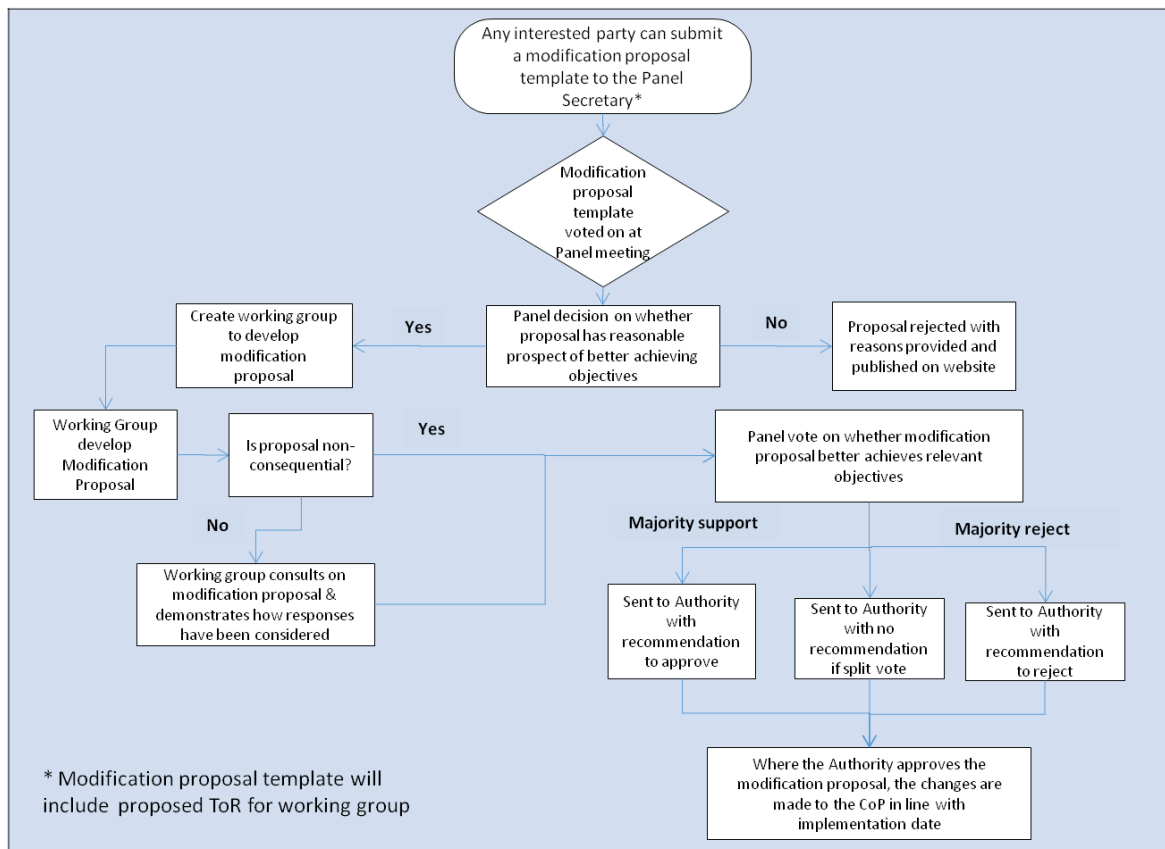 Any interested party can submit
a modification proposal
template to the Panel
Secretary*
Modification
proposal
template
voted on at
Panel meeting
Create working group
to develop
modification
proposal
Yes
Panel decision on whether
proposal has reasonable
prospect of better achieving
objectives
No
Proposal rejected with
reasons provided and
published on website
Working Group
develop
Modification
Proposal
Is proposal non-
consequential?
Yes
Panel vote on whether modification
proposal better achieves relevant
objectives
No
Majority support
Majority reject
Working group consults on
modification proposal &
demonstrates how responses
have been considered
Sent to Authority
with
recommendation
to approve
Sent to Authority
with no
recommendation
if split vote
Sent to Authority
with
recommendation
to reject
* Modification proposal template will
include proposed ToR for working group
Where the Authority approves the
modification proposal, the changes are
made to the CoP in line with
implementation date